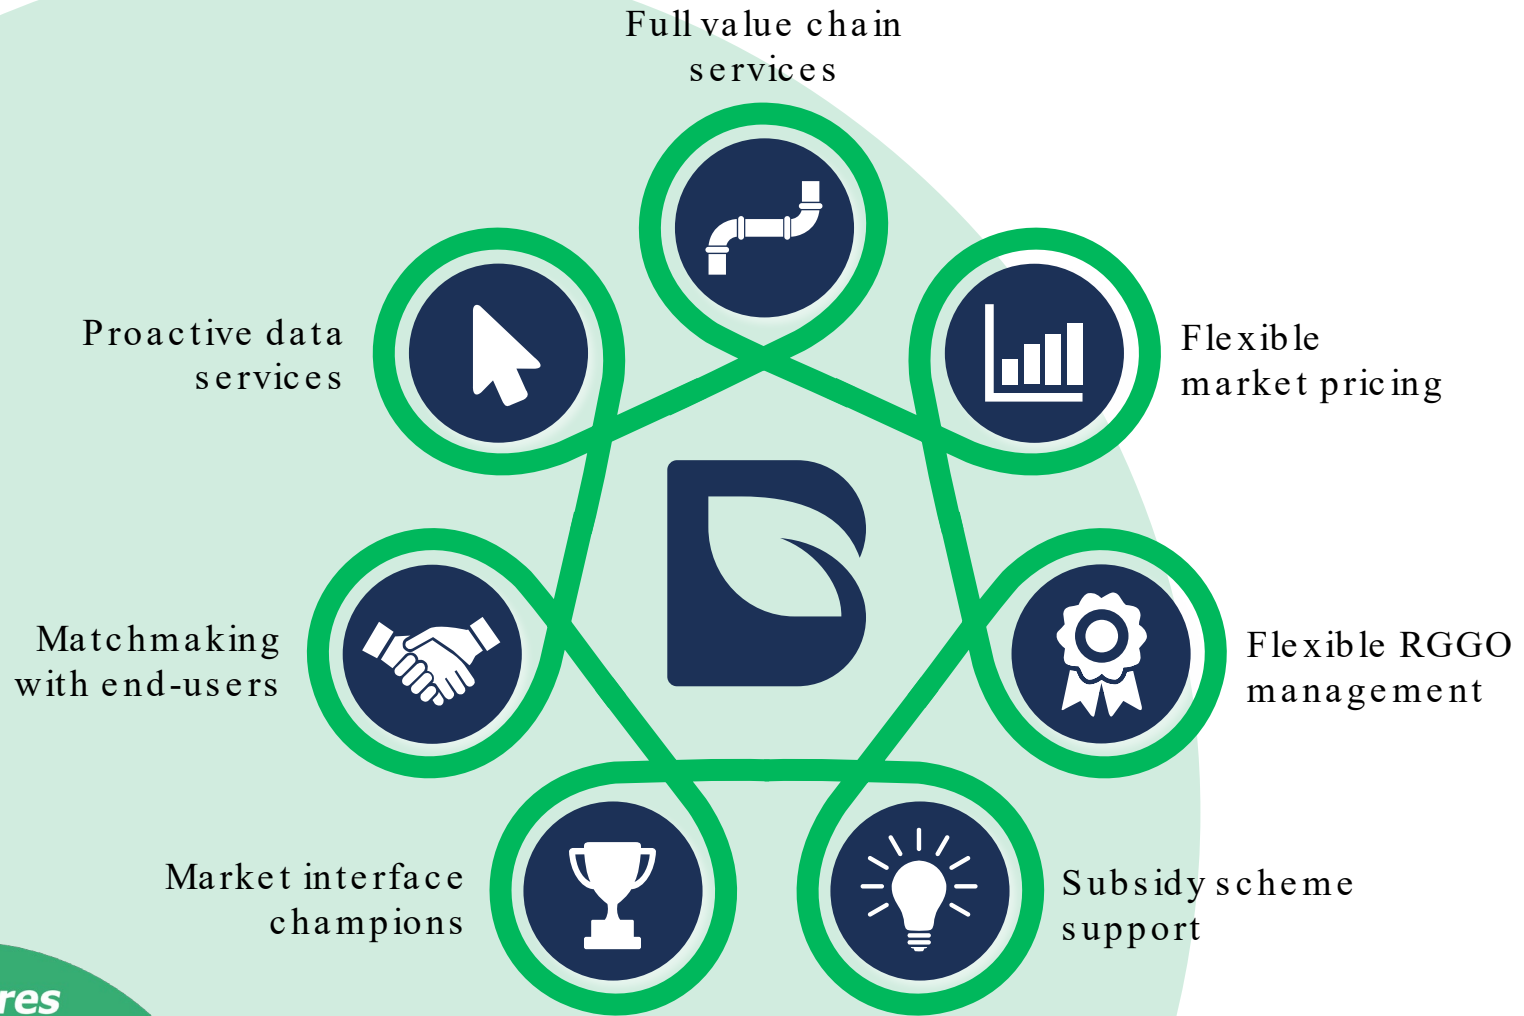 Full value chain
services
Proactive data
services
Flexible
market pricing
Matchmaking
with end-users
Flexible RGGO
management
Market interface
champions
Subsidy scheme
support
res